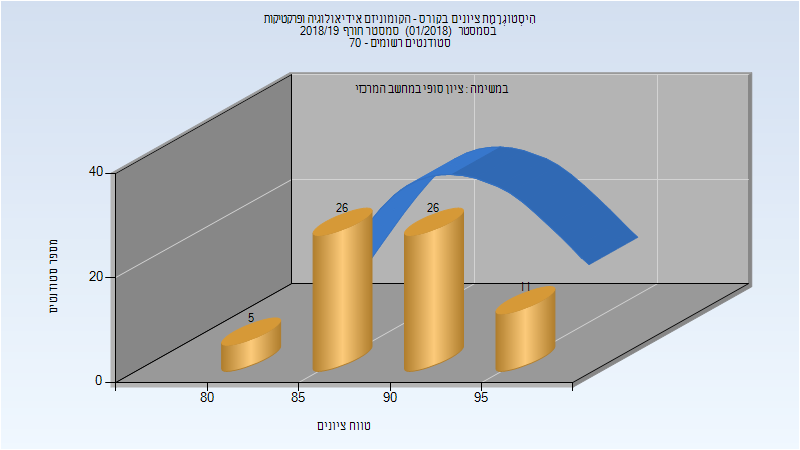 היסטוגרמת ציונים בקורס - הקומוניזם אידיאולוגיה ופרקטיקות
בסמסטר (01/2018) סמסטר חורף 2018/19
סטודנטים רשומים - 70
במשימה : ציון סופי במחשב המרכזי
מספר סטודנטים
40
20
0
5
26
26
11
80
85
90
95
טווח ציונים